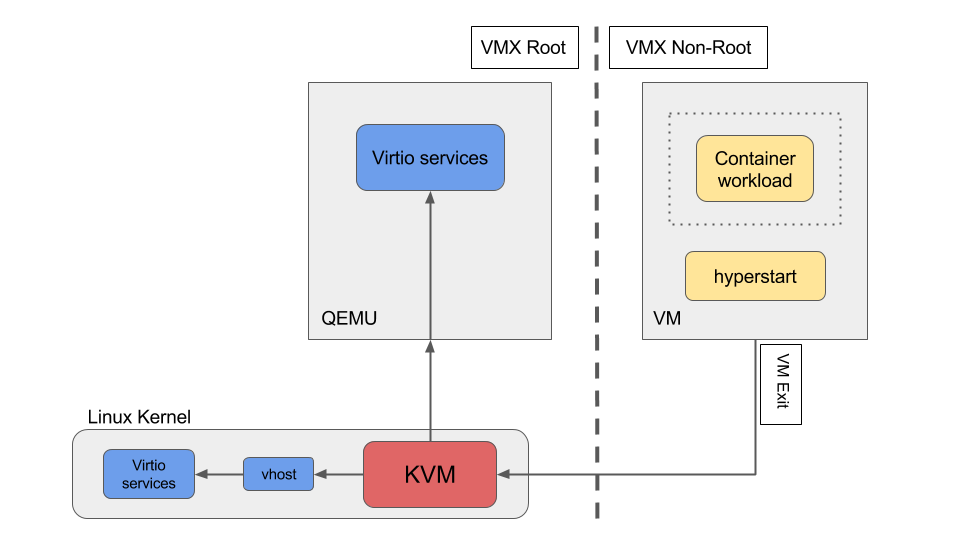 VMX Root
VMX Non-Root
Virtio services
Container
workload
hyperstart
QEMU
VM
VM Exit
Linux Kernel
Virtio
services
vhost
KVM